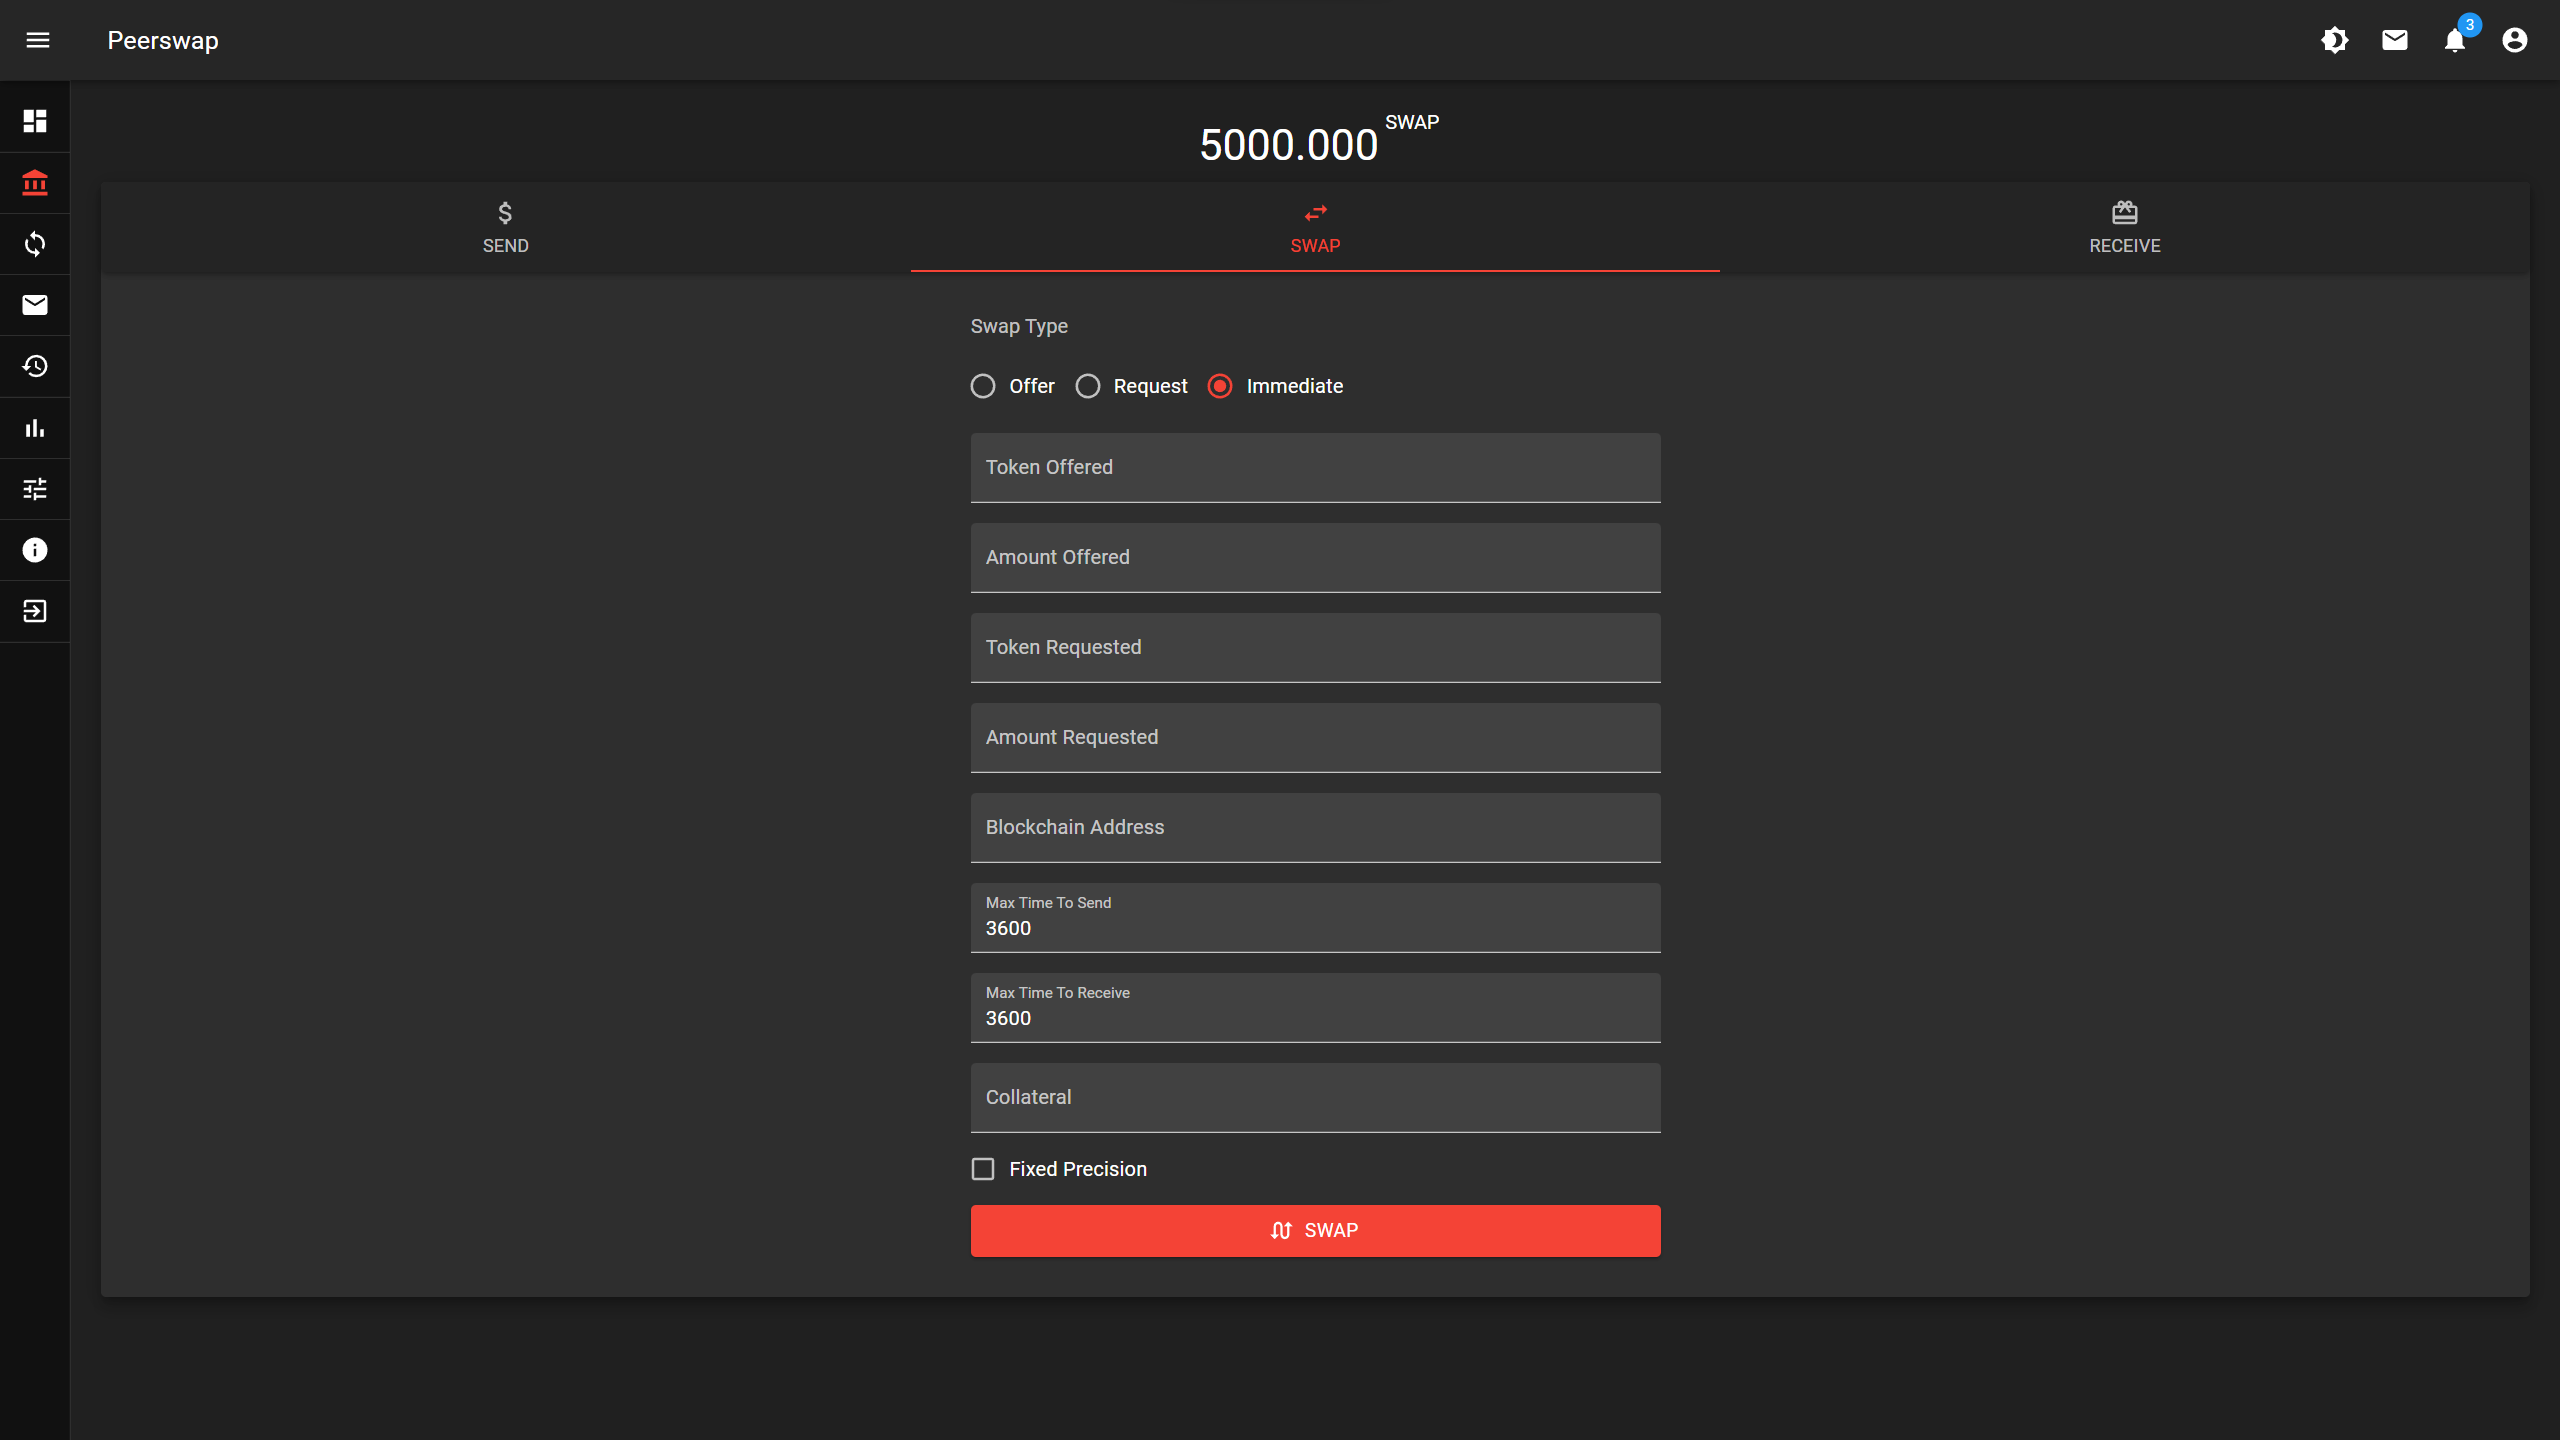 Peerswap
3
5000.000 SWAP
SEND
SWAP
RECEIVE
Swap Type
Offer Request Immediate
Token Offered
Amount Offered
Token Requested
Amount Requested
Blockchain Address
Max Time To Send
3600
Max Time To Receive
3600
Collateral
Fixed Precision
SWAP